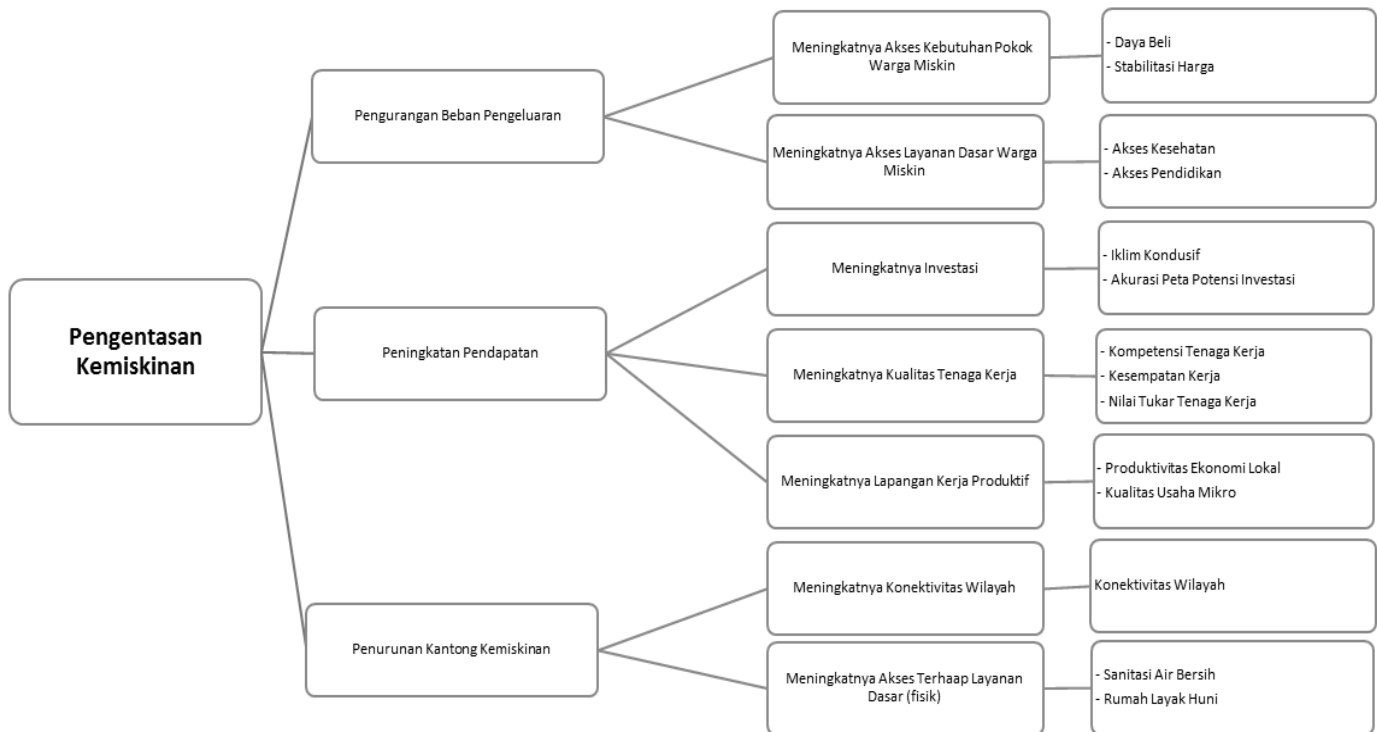 Meningkatnya Akses Kebutuhan Pokok
Warga Miskin
- Daya Beli
- Stabilitasi Harga
Pengurangan Beban Pengeluaran
Meningkatnya Akses Layanan Dasar Warga
Miskin
- Akses Kesehatan
- Akses Pendidikan
Meningkatnya Investasi
- Iklim Kondusif
- Akurasi Peta Potensi Investasi
Pengentasan
Kemiskinan
Peningkatan Pendapatan
Meningkatnya Kualitas Tenaga Kerja
- Kompetensi Tenaga Kerja
- Kesempatan Kerja
- Nilai Tukar Tenaga Kerja
Meningkatnya Lapangan Kerja Produktif
- Produktivitas Ekonomi Lokal
- Kualitas Usaha Mikro
Meningkatnya Konektivitas Wilayah
Konektivitas Wilayah
Penurunan Kantong Kemiskinan
Meningkatnya Akses Terhaap Layanan
Dasar (fisik)
- Sanitasi Air Bersih
- Rumah Layak Huni